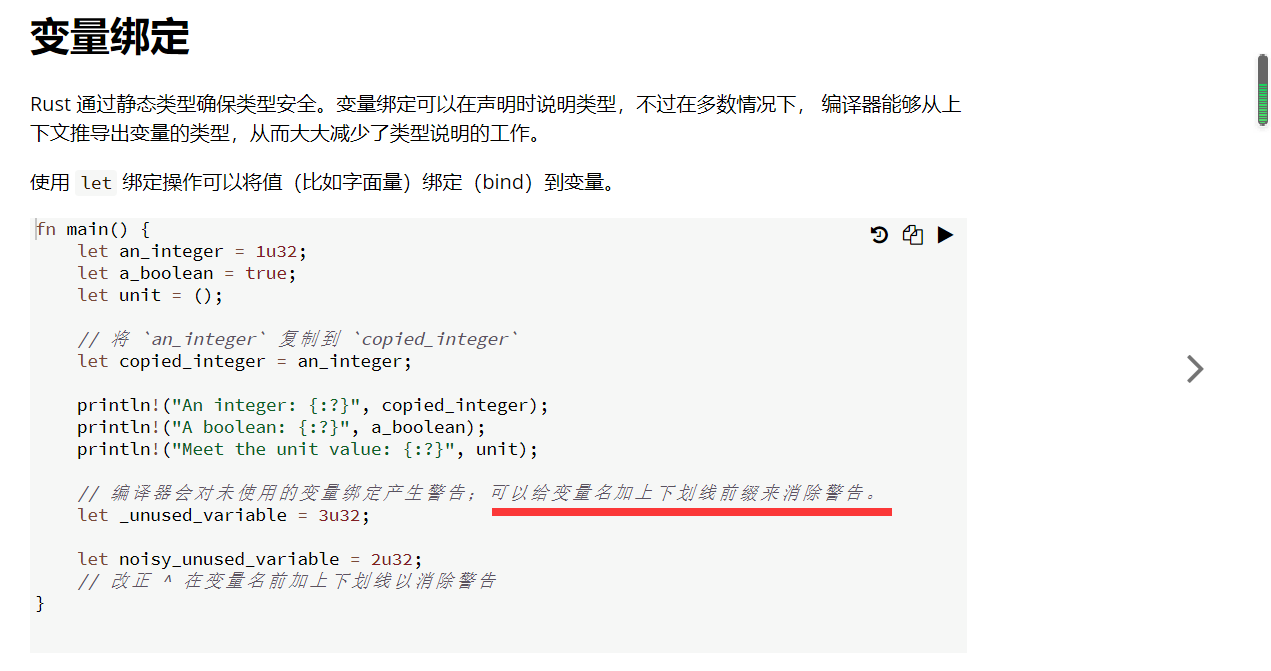 变量绑定
Rust 通过静态类型确保类型安全。变量绑定可以在声明时说明类型，不过在多数情况下， 编译器能够从上
下文推导出变量的类型，从而大大减少了类型说明的工作。
使用 let 绑定操作可以将值（比如字面量）绑定（bind）到变量。
fn main() {
    let an_integer = 1u32;
    let a_boolean = true;
    let unit = ();
    // 将 `an_integer` 复制到 `copied_integer`
    let copied_integer = an_integer;
    println!("An integer: {:?}", copied_integer);
    println!("A boolean: {:?}", a_boolean);
    println!("Meet the unit value: {:?}", unit);
    // 编译器会对未使用的变量绑定产生警告；可以给变量名加上下划线前缀来消除警告。
    let _unused_variable = 3u32;
    let noisy_unused_variable = 2u32;
    // 改正 ^ 在变量名前加上下划线以消除警告
}